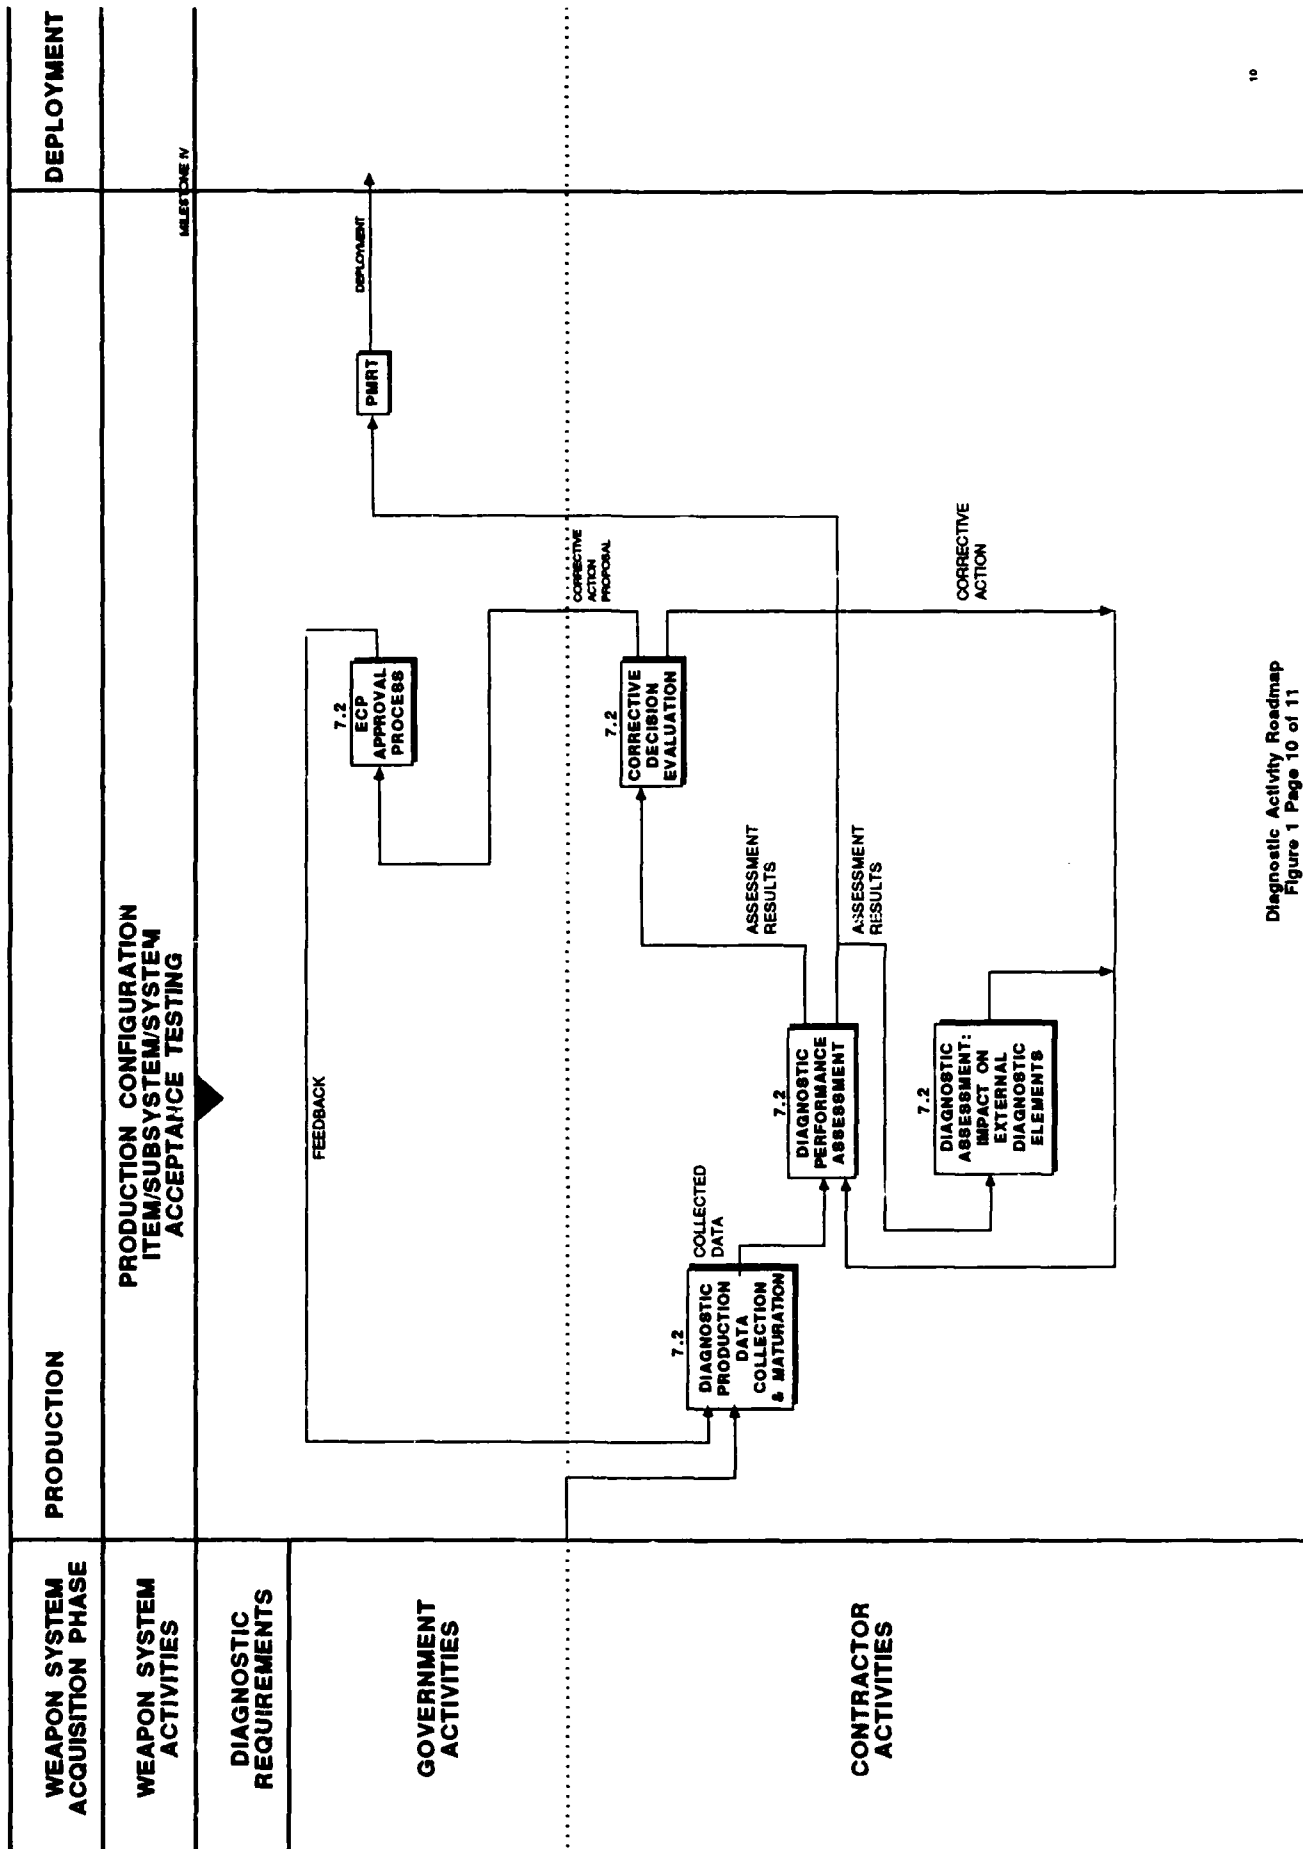 WEAPON SYSTEM
ACQUISITION PHASE
PRODUCTION
DEPLOYMENT
WEAPON SYSTEM
ACTIVITIES
PRODUCTION CONFIGURATION
ITEM/SUBSYSTEM/SYSTEM
ACCEPTANCE TESTING
MILESTONE IV
DIAGNOSTIC
REQUIREMENTS
GOVERNMENT
ACTIVITIES
FEEDBACK
7.2
ECP
APPROVAL
PROCESS
PMRT
DEPLOYMENT
CONTRACTOR
ACTIVITIES
7.2
DIAGNOSTIC
PRODUCTION
DATA
COLLECTION
& MATURATION
COLLECTED
DATA
7.2
DIAGNOSTIC
PERFORMANCE
ASSESSMENT
ASSESSMENT
RESULTS
7.2
CORRECTIVE
DECISION
EVALUATION
CORRECTIVE
ACTION
PROPOSAL
ASSESSMENT
RESULTS
7.2
DIAGNOSTIC
ASSESSMENT:
IMPACT ON
EXTERNAL
DIAGNOSTIC
ELEMENTS
CORRECTIVE
ACTION
Diagnostic Activity Roadmap
Figure 1 Page 10 of 11
10